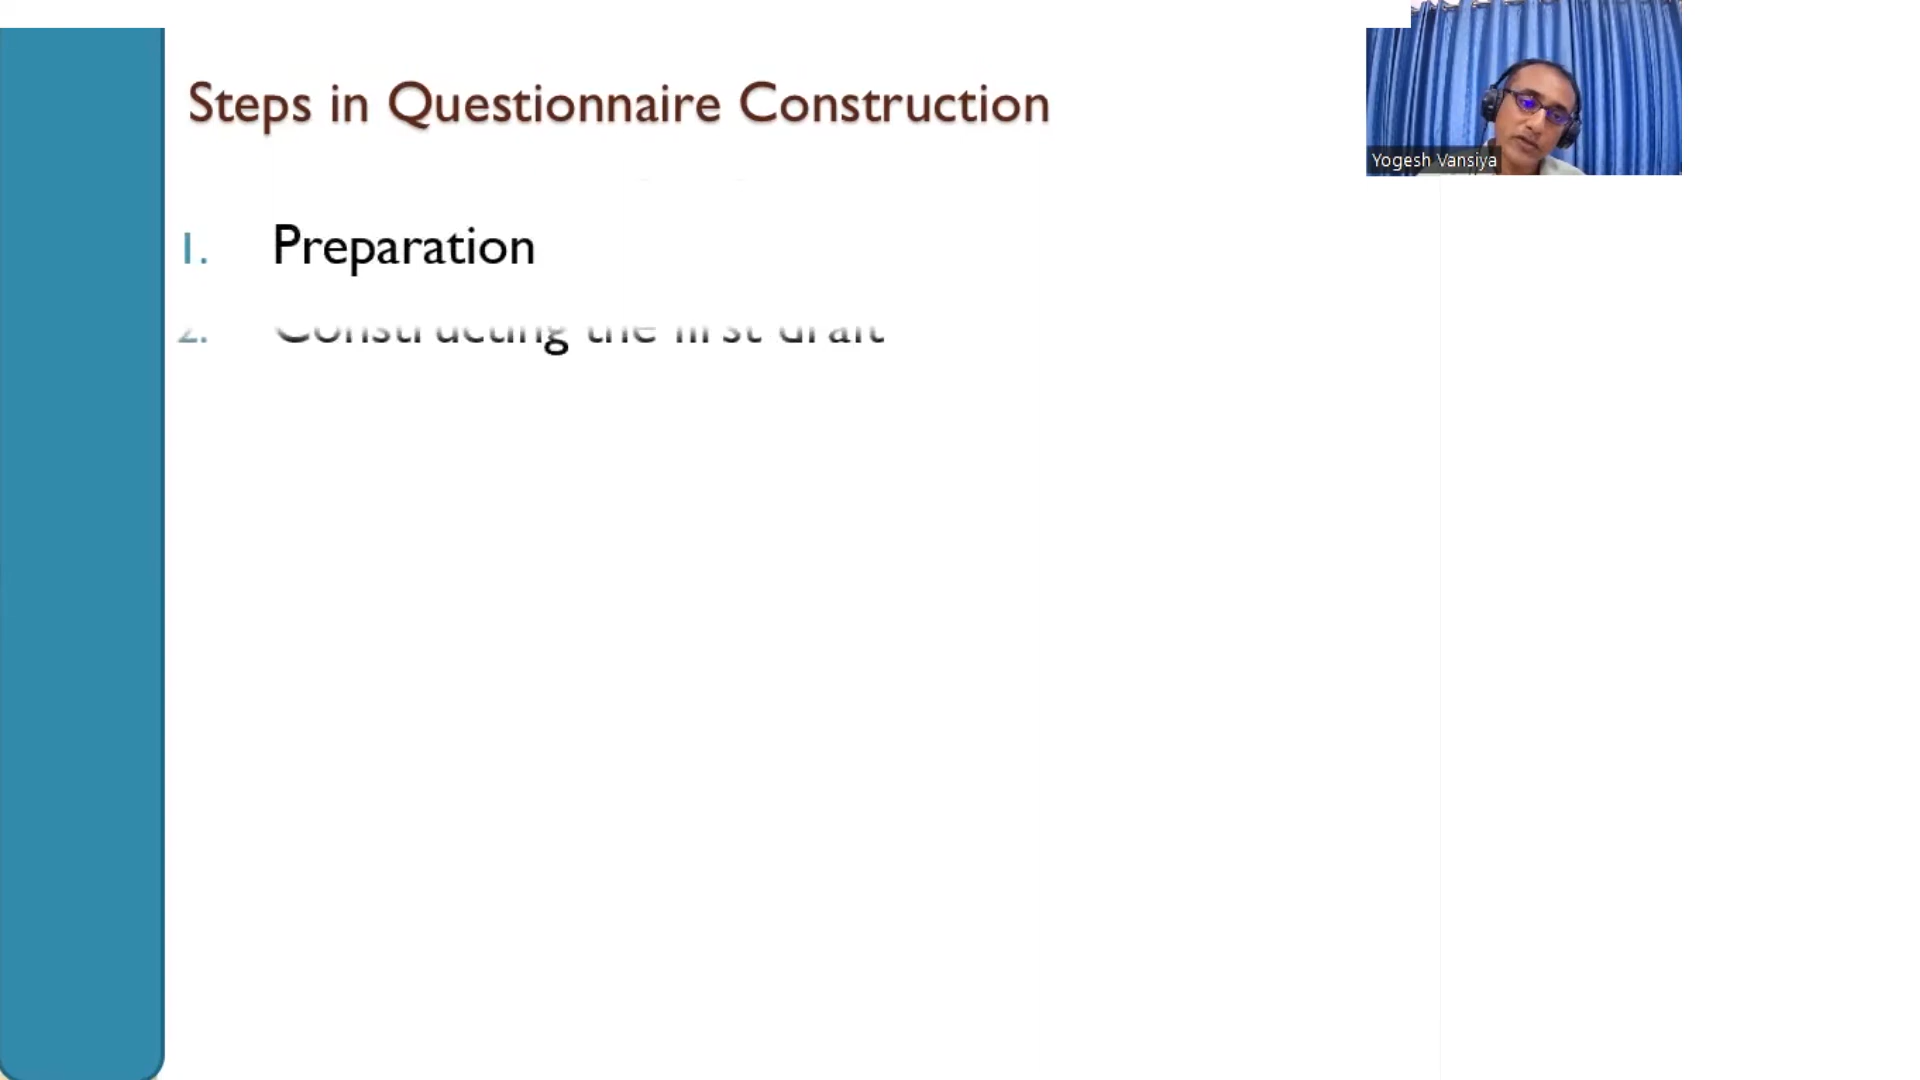 Steps in Questionnaire Construction
Yogesh Vansiya
1. Preparation
2. Constructing the first draft